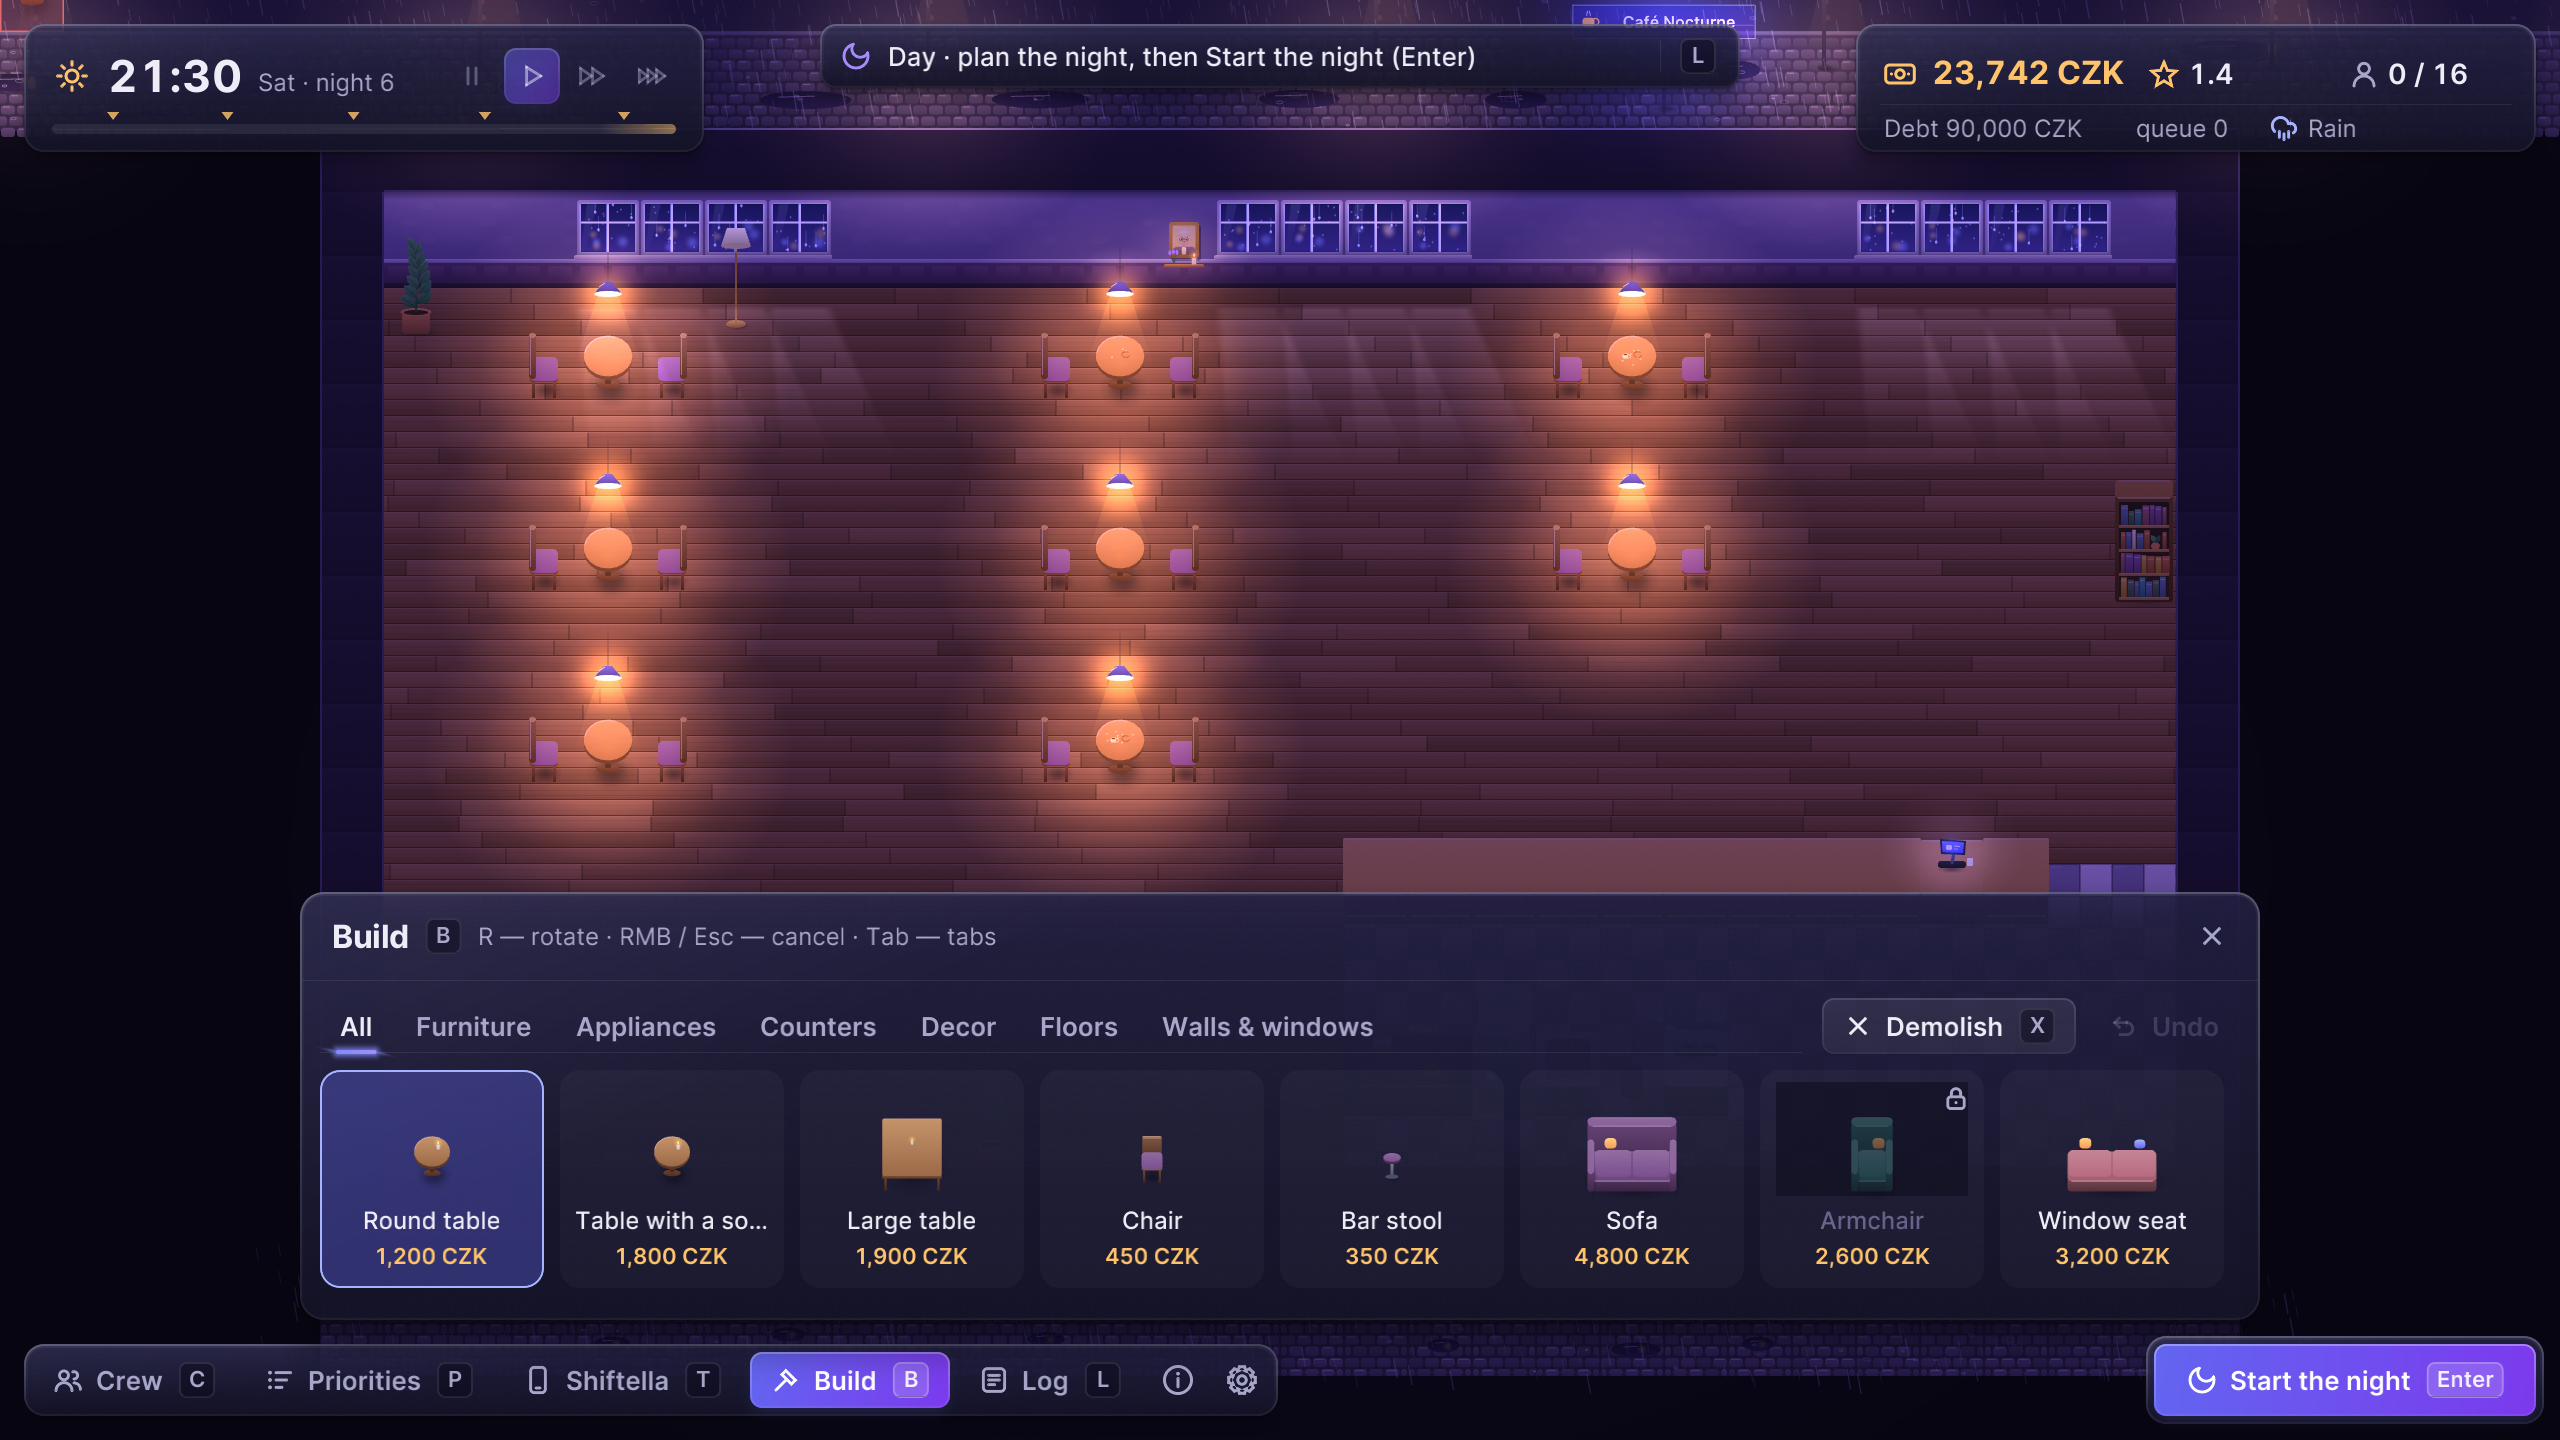 Café Nocturne
21:30 Sat · night 6
Day · plan the night, then Start the night (Enter) L
23,742 CZK 1.4 0 / 16
Debt 90,000 CZK queue 0 Rain
Build B R — rotate · RMB / Esc — cancel · Tab — tabs
All Furniture Appliances Counters Decor Floors Walls & windows Demolish X Undo
Round table Table with a so... Large table Chair Bar stool Sofa Armchair Window seat
1,200 CZK 1,800 CZK 1,900 CZK 450 CZK 350 CZK 4,800 CZK 2,600 CZK 3,200 CZK
Crew C Priorities P Shiftella T Build B Log L Start the night Enter